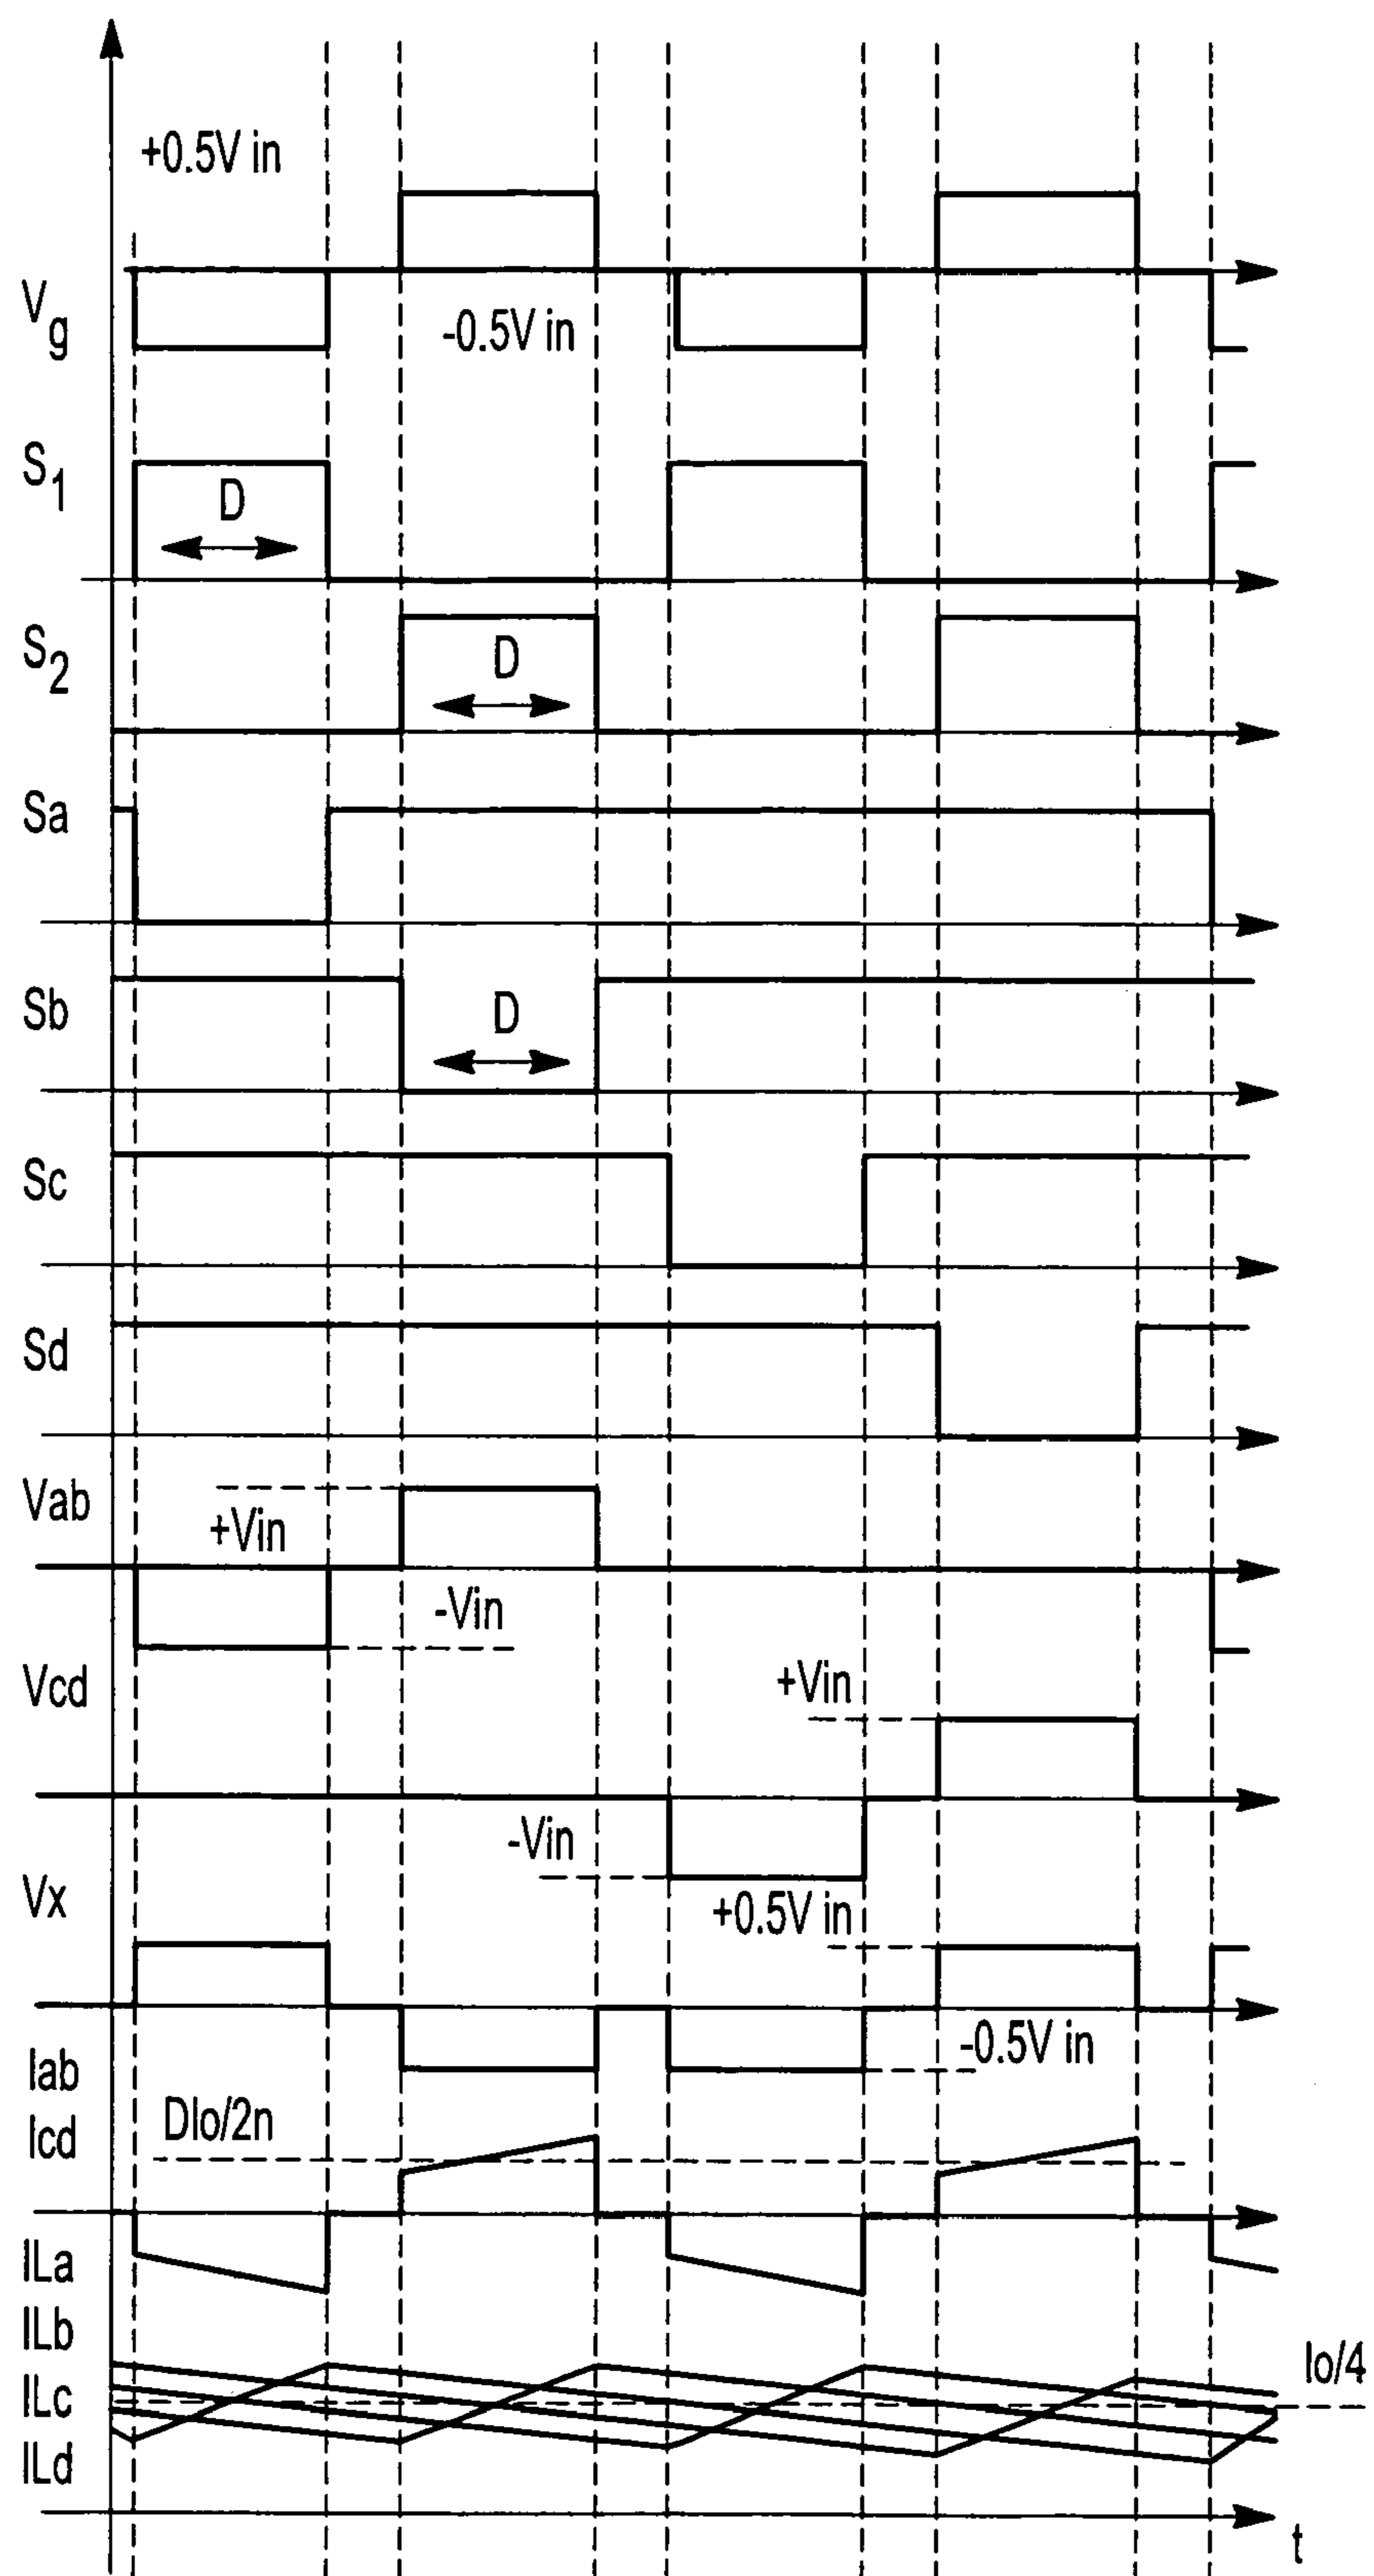 +0.5V in
Vg
-0.5V in
S1
D
S2
D
Sa
Sb
D
Sc
Sd
Vab
+Vin
-Vin
Vcd
+Vin
-Vin
Vx
+0.5V in
-0.5V in
Iab
DIo/2n
Icd
ILa
ILb
Io/4
ILc
ILd
t